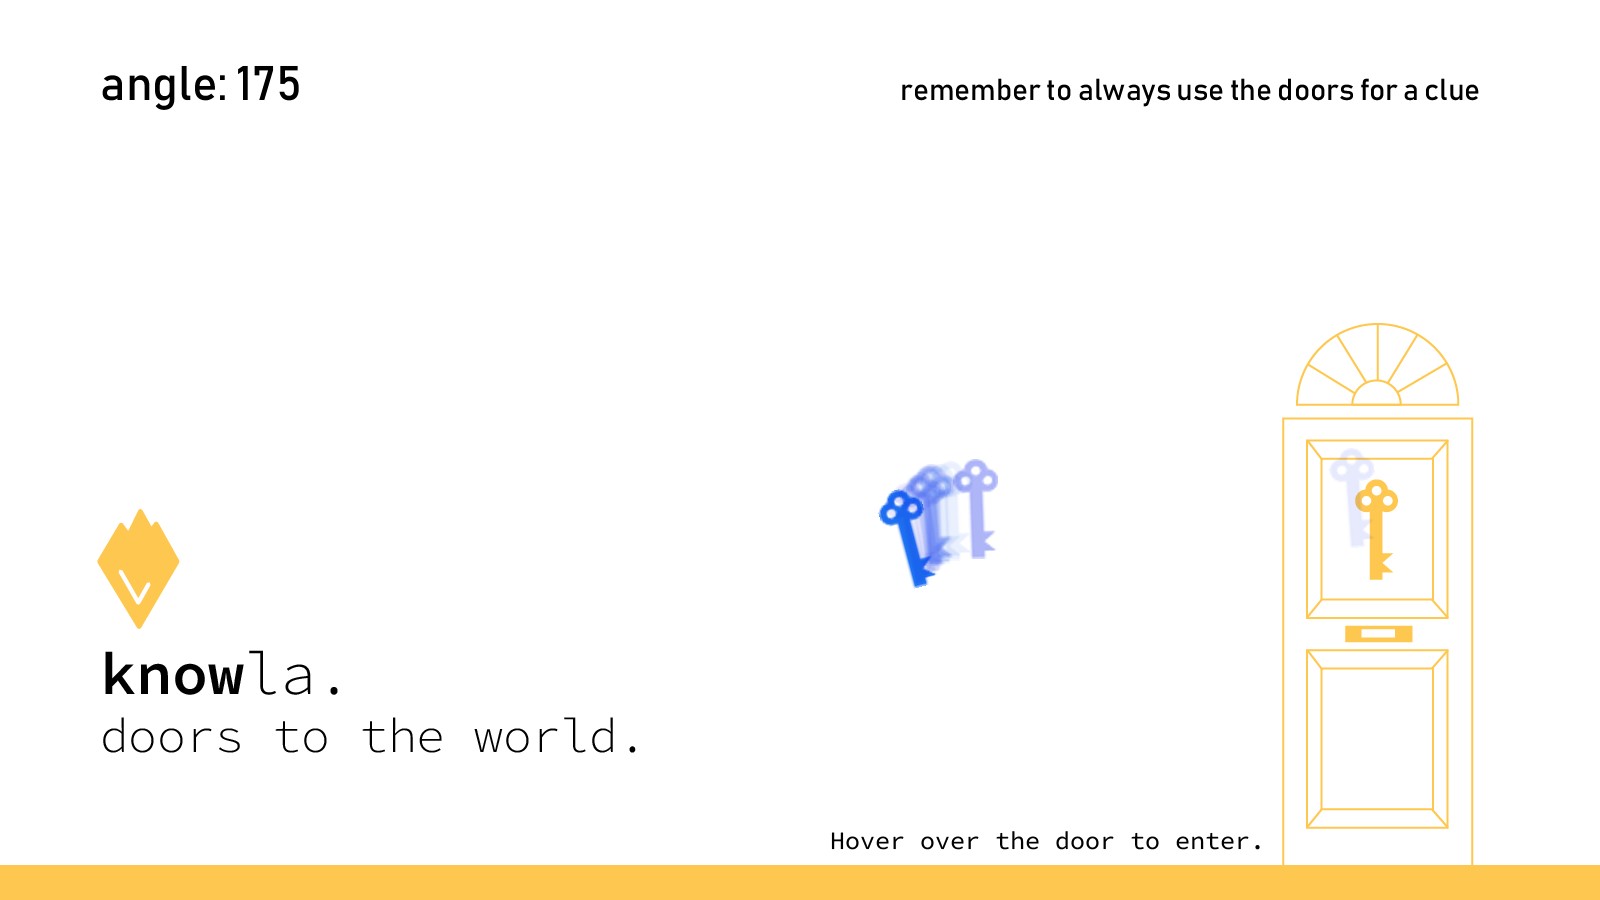 angle: 175
remember to always use the doors for a clue
knowla.
doors to the world.
Hover over the door to enter.